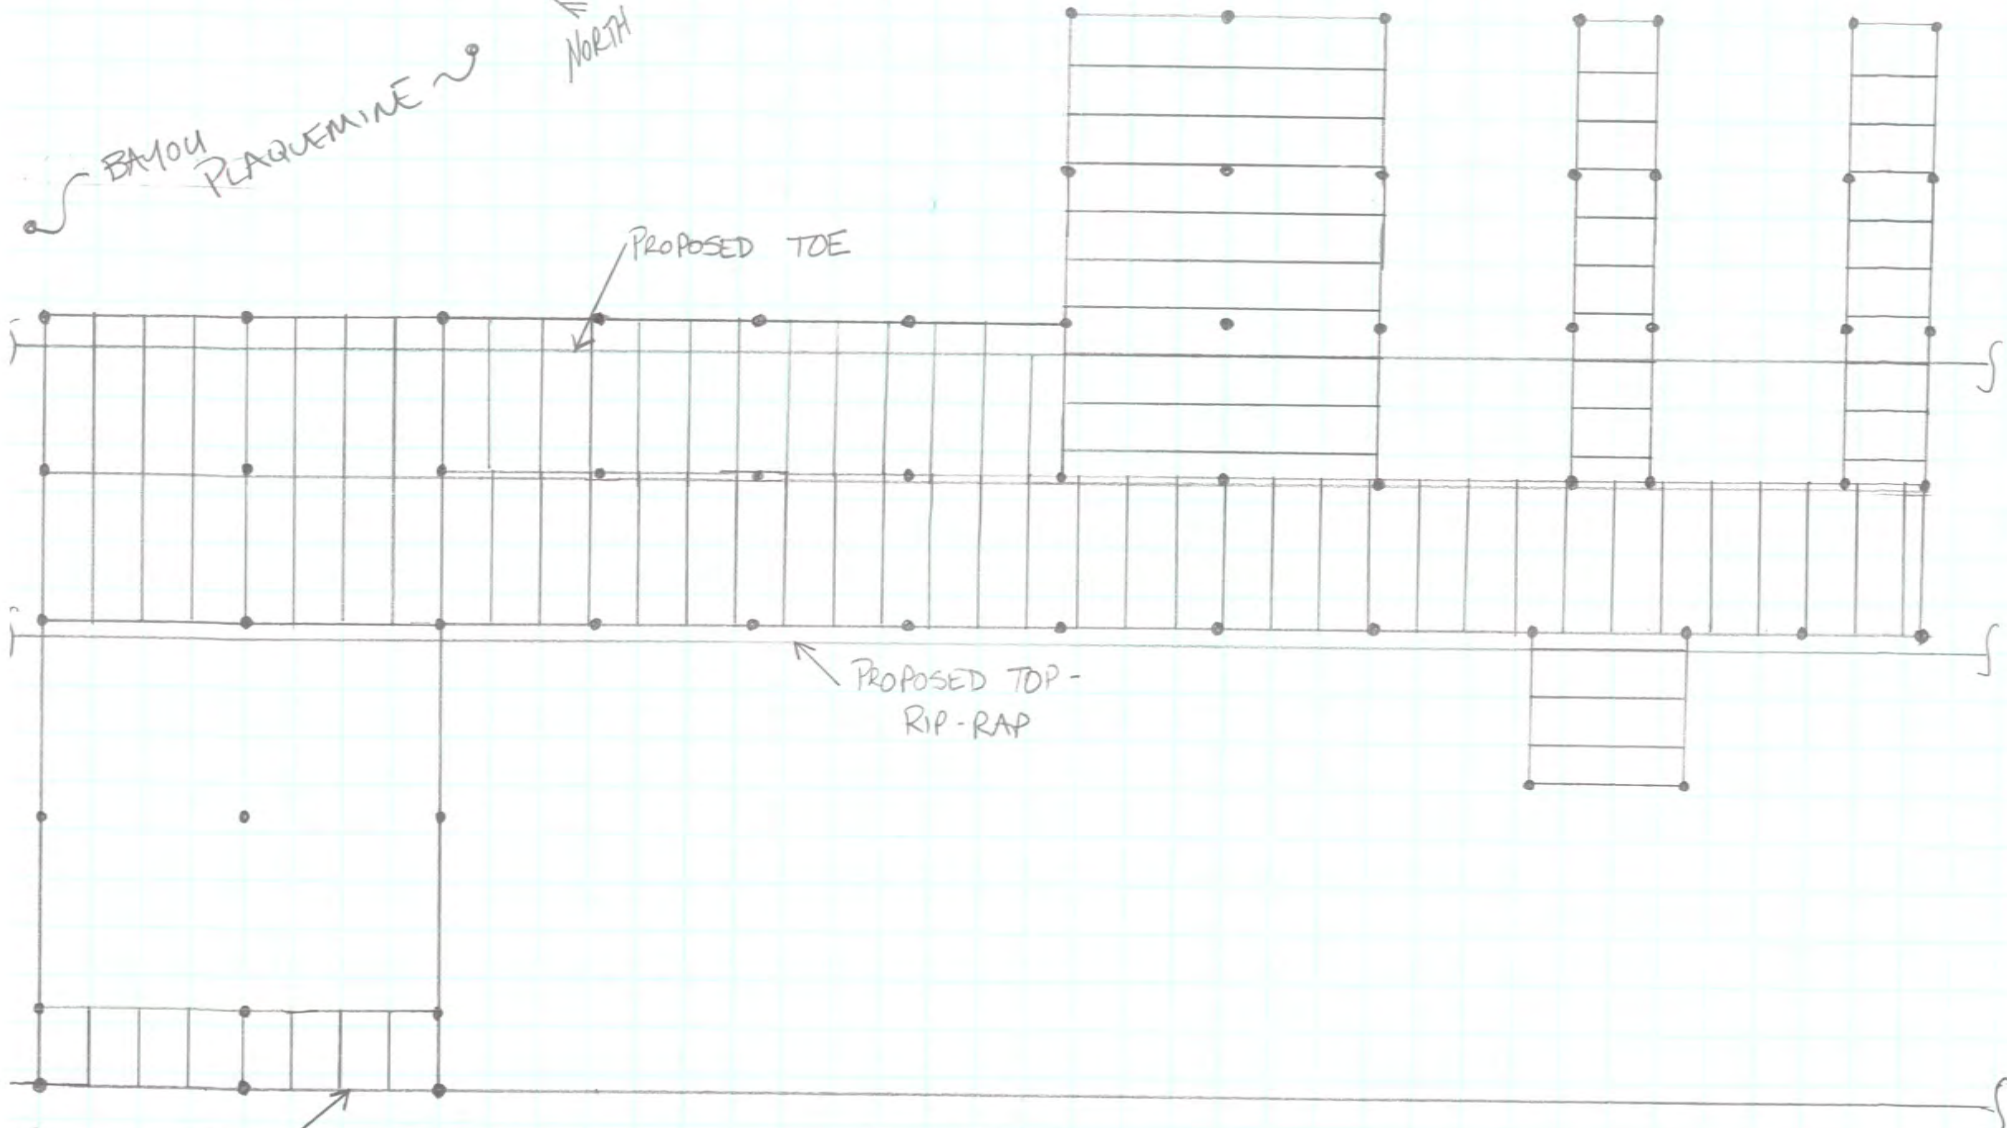 NORTH
BAYOU
PLAQUEMINE
PROPOSED TOE
PROPOSED TOP-
RIP-RAP